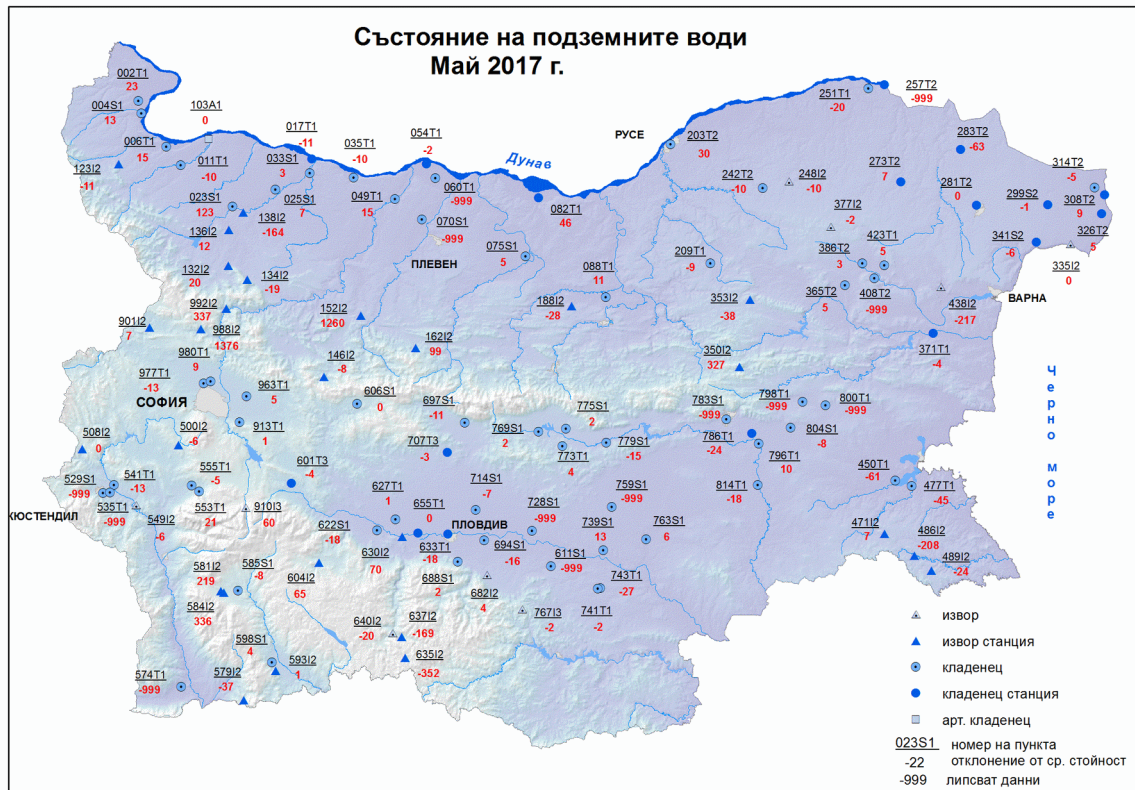 Състояние на подземните води
Май 2017 г.
002T1
23
004S1
13
103A1
0
006T1
15
123I2
-11
011T1
-10
017T1
-11
033S1
3
035T1
-10
054T1
-2
Дунав
РУСЕ
203T2
30
251T1
-20
257T2
-999
283T2
-63
314T2
-5
023S1
123
025S1
7
049T1
15
060T1
-999
082T1
46
242T2
-10
248I2
-10
273T2
7
281T2
0
299S2
-1
308T2
9
326T2
5
138I2
-164
136I2
12
070S1
-999
ПЛЕВЕН
075S1
5
377I2
-2
386T2
3
423T1
5
341S2
-6
335I2
0
132I2
20
134I2
-19
088T1
11
209T1
-9
365T2
5
408T2
-999
ВАРНА
992I2
337
152I2
1260
188I2
-28
353I2
-38
438I2
-217
901I2
7
988I2
1376
162I2
99
350I2
327
371T1
-4
980T1
9
146I2
-8
977T1
-13
СОФИЯ
963T1
5
606S1
0
697S1
-11
775S1
2
783S1
-999
798T1
-999
800T1
-999
Черно море
508I2
0
500I2
-6
913T1
1
769S1
2
773T1
4
779S1
-15
786T1
-24
804S1
-8
707T3
-3
796T1
10
529S1
-999
541T1
-13
555T1
-5
601T3
-4
714S1
-7
759S1
-999
814T1
-18
450T1
-61
477T1
-45
КЮСТЕНДИЛ
535T1
-999
549I2
-6
553T1
21
910I3
60
627T1
1
655T1
0
ПЛОВДИВ
728S1
-999
739S1
13
763S1
6
622S1
-18
471I2
7
486I2
-208
489I2
-24
581I2
219
585S1
-8
604I2
65
630I2
70
633T1
-18
694S1
-16
611S1
-999
584I2
336
688S1
2
682I2
4
743T1
-27
741T1
-2
767I3
-2
640I2
-20
637I2
-169
635I2
-352
598S1
4
593I2
1
574T1
-999
579I2
-37
извор
извор станция
кладенец
кладенец станция
арт. кладенец
023S1 номер на пункта
-22 отклонение от ср. стойност
-999 липсват данни